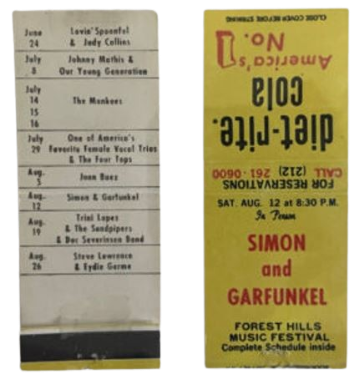 June 24 Lovin' Spoonful & Judy Collins
July 8 Johnny Mathis & Our Young Generation
July 14 15 16 The Monkees
July 29 One of America's Favorite Female Vocal Trios & The Four Tops
Aug. 5 Joan Baez
Aug. 12 Simon & Garfunkel
Aug. 19 Trini Lopez & The Sandpipers & Doc Severinsen Band
Aug. 26 Steve Lawrence & Eydie Gorme
CLOSE COVER BEFORE STRIKING
America's No. 1
diet-rite.
cola
FOR RESERVATIONS
CALL (212) 261-0600
SAT. AUG. 12 at 8:30 P.M.
In Person
SIMON
and
GARFUNKEL
FOREST HILLS
MUSIC FESTIVAL
Complete Schedule inside